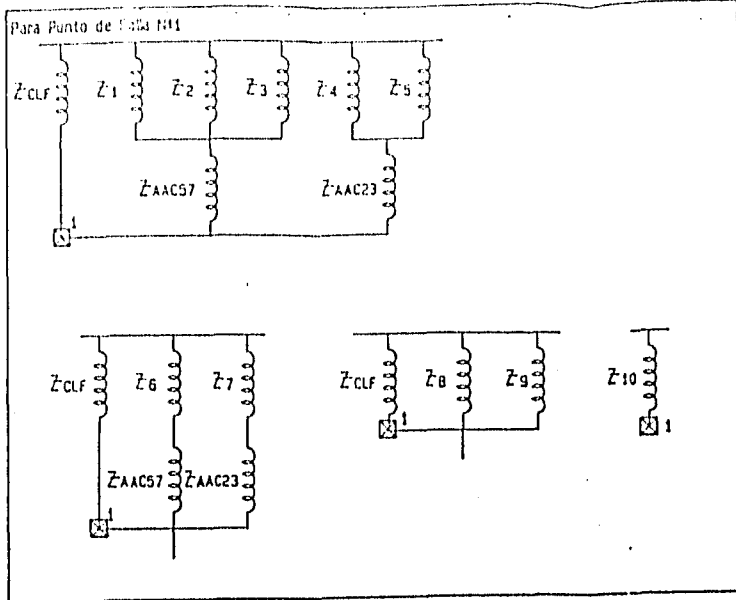 Para Punto de Falla Nº1
Z-CLF Z-1 Z-2 Z-3 Z-4 Z-5
Z-AAC57 Z-AAC23
1
Z-CLF Z-6 Z-7 Z-CLF Z-8 Z-9 Z-10
1 1
Z-AAC57 Z-AAC23
1